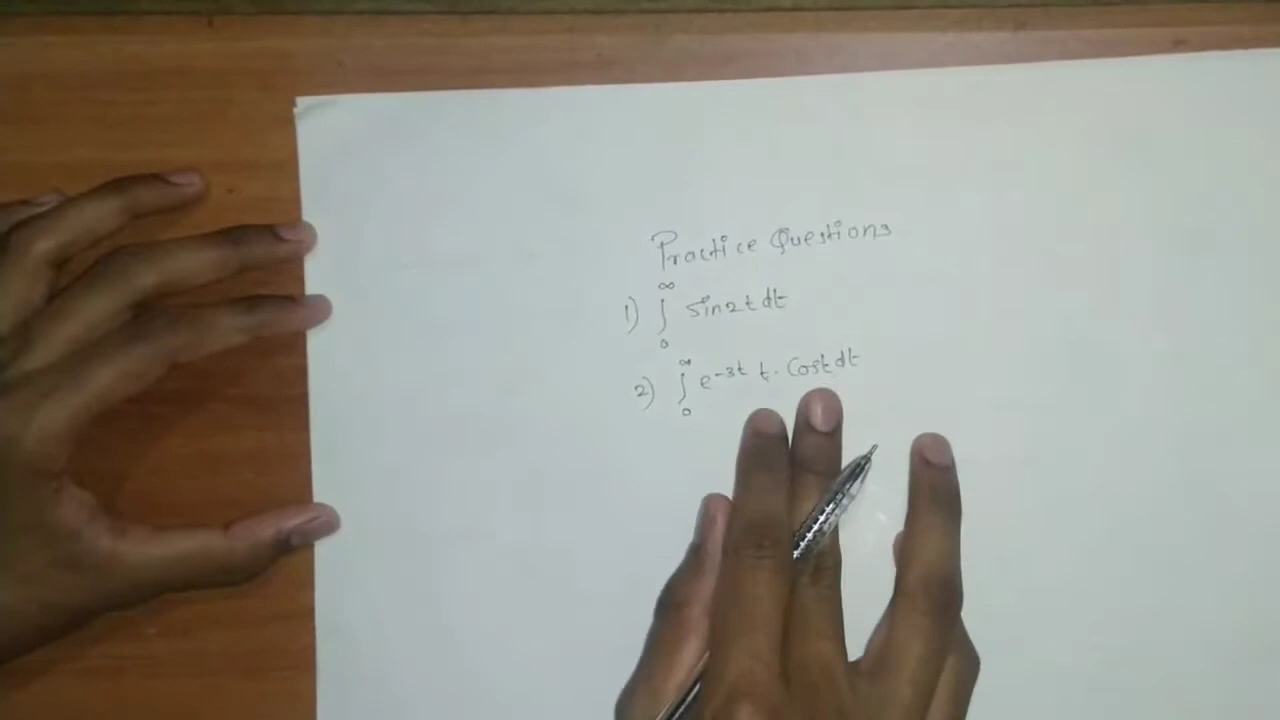 Practice Questions
1) ∫₀^∞ sin2t dt
2) ∫₀^∞ e^-3t t. Cost dt